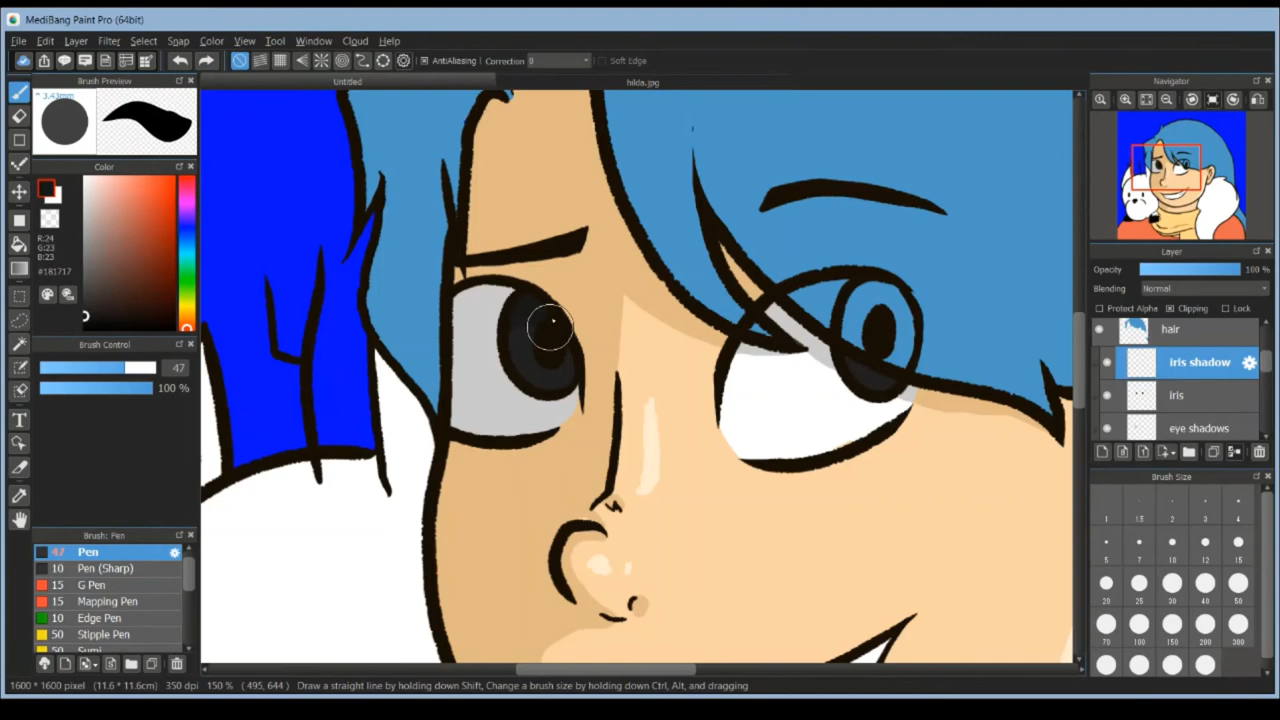 MediBang Paint Pro (64bit)
File Edit Layer Filter Select Snap Color View Tool Window Cloud Help
AntiAliasing Correction 0 Soft Edge
Brush Preview
Untitled
hilda.jpg
Navigator
3.43mm
Color
R:24
G:23
B:23
#181717
Brush Control
47
100 %
Brush: Pen
47 Pen
10 Pen (Sharp)
15 G Pen
15 Mapping Pen
10 Edge Pen
50 Stipple Pen
50 Sumi
Layer
Opacity 100 %
Blending Normal
Protect Alpha Clipping Lock
hair
iris shadow
Iris
eye shadows
Brush Size
1 1.5 2 3 4
5 7 10 12 15
20 25 30 40 50
70 100 150 200 300
1600 * 1600 pixel (11.6 * 11.6cm) 350 dpi 150 % ( 495, 644 ) Draw a straight line by holding down Shift, Change a brush size by holding down Ctrl, Alt, and dragging